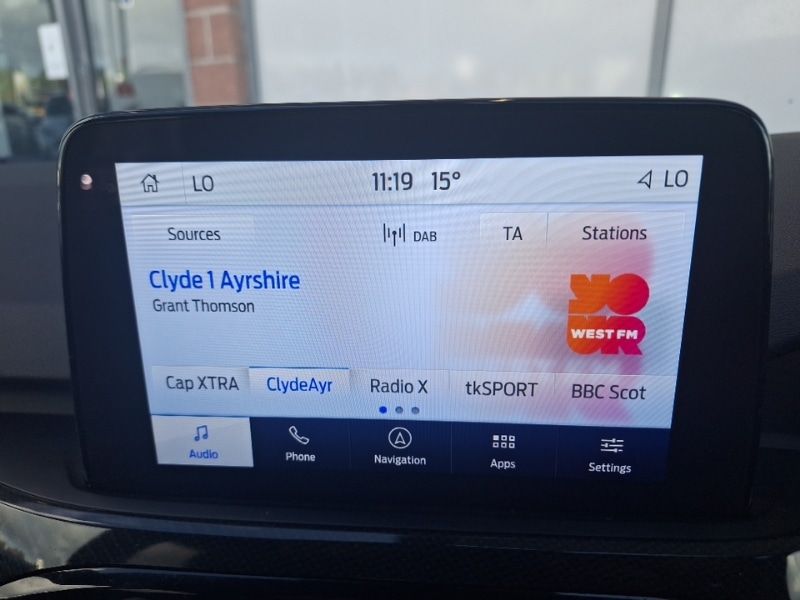 LO 11:19 15° LO
Sources DAB TA Stations
Clyde 1 Ayrshire
Grant Thomson
YOUR
WEST FM
Cap XTRA ClydeAyr Radio X tkSPORT BBC Scot
Audio Phone Navigation Apps Settings